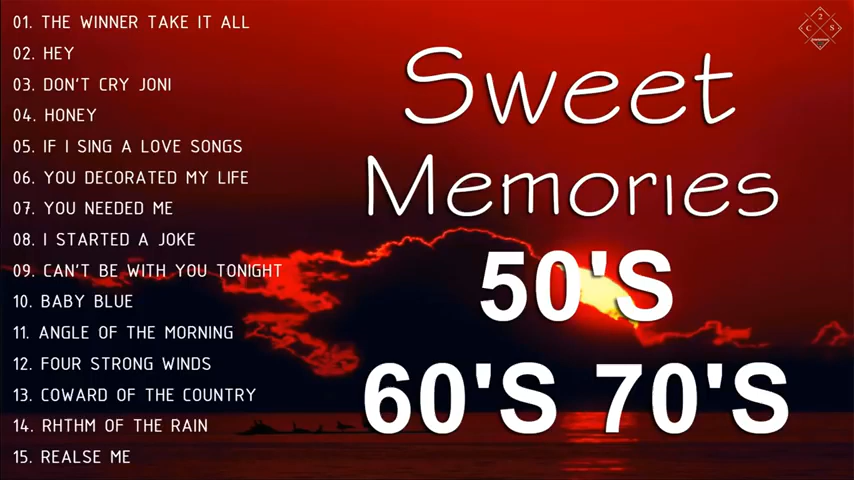 01. THE WINNER TAKE IT ALL
02. HEY
03. DON'T CRY JONI
04. HONEY
05. IF I SING A LOVE SONGS
06. YOU DECORATED MY LIFE
07. YOU NEEDED ME
08. I STARTED A JOKE
09. CAN'T BE WITH YOU TONIGHT
10. BABY BLUE
11. ANGLE OF THE MORNING
12. FOUR STRONG WINDS
13. COWARD OF THE COUNTRY
14. RHTHM OF THE RAIN
15. REALSE ME
Sweet
Memories
50'S
60'S 70'S
2
C S